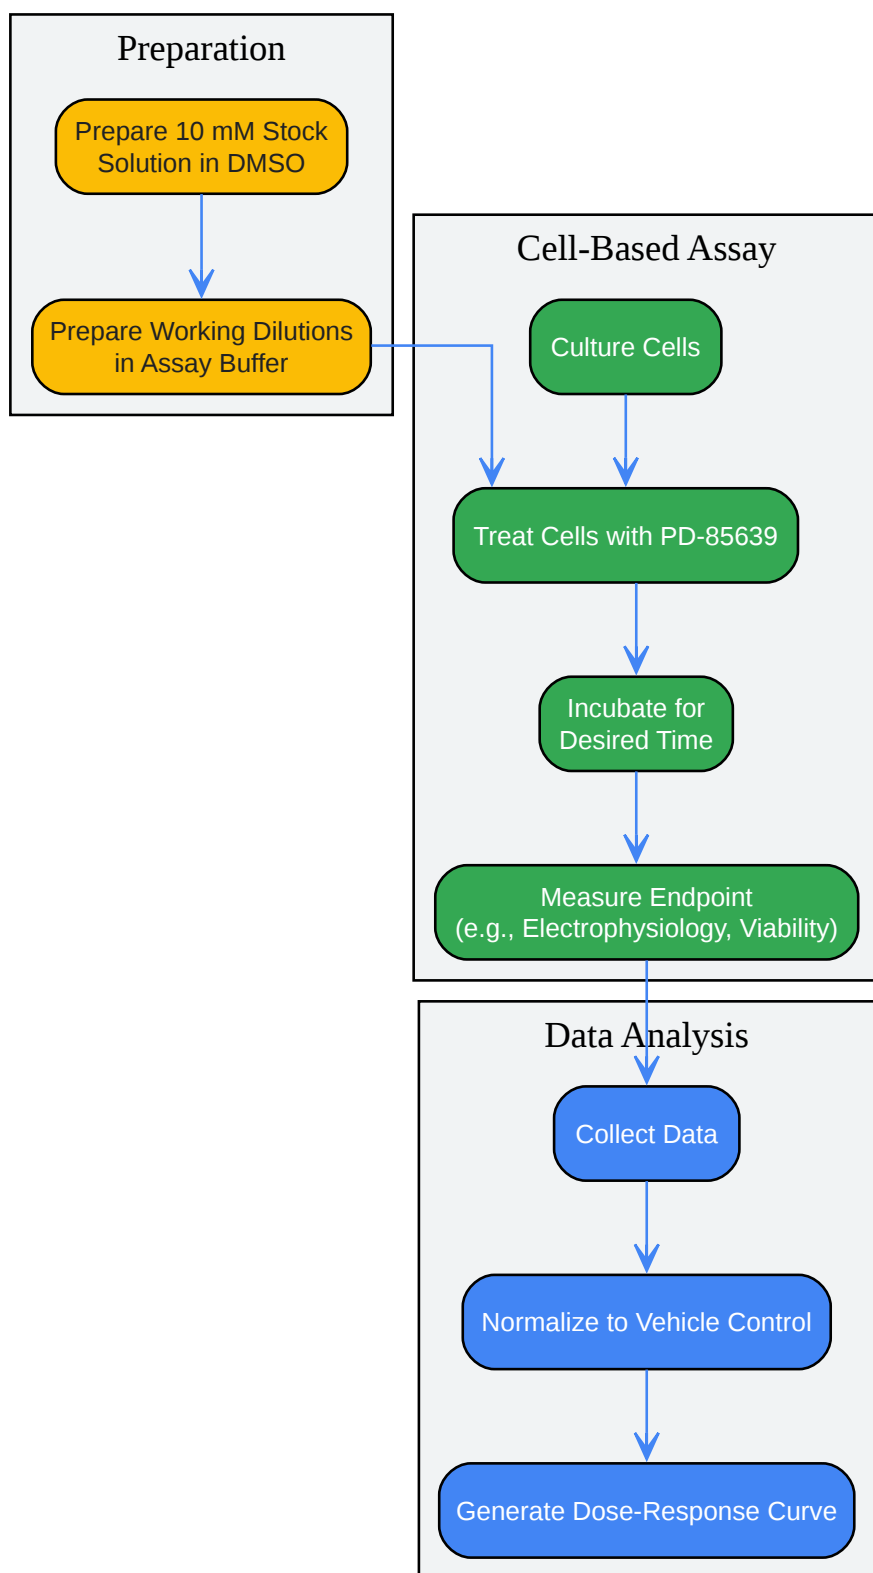 Preparation
Prepare 10 mM Stock
Solution in DMSO
Prepare Working Dilutions
in Assay Buffer
Cell-Based Assay
Culture Cells
Treat Cells with PD-85639
Incubate for
Desired Time
Measure Endpoint
(e.g., Electrophysiology, Viability)
Data Analysis
Collect Data
Normalize to Vehicle Control
Generate Dose-Response Curve